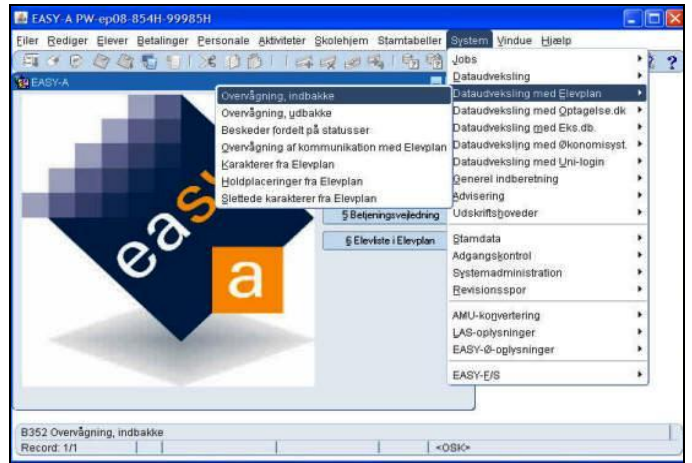 EASY-A PW-ep08-854H-99985H
Eiler Rediger Elever Betalinger Personale Aktiviteter Skolehjem Stamtabeller System Vindue Hjælp
EASY-A
Overvågning, indbakke
Overvågning, udbakke
Beskeder fordelt på statusser
Overvågning af kommunikation med Elevplan
Karakterer fra Elevplan
Holdplaceringer fra Elevplan
Slettede karakterer fra Elevplan
Jobs
Dataudveksling
Dataudveksling med Elevplan
Dataudveksling med Optagelse.dk
Dataudveksling med Eks.db.
Dataudveksling med Økonomisyst.
Dataudveksling med Uni-login
Generel indberetning
Advisering
Udskriftshoveder
Stamdata
Adgangskontrol
Systemadministration
Revisionsspor
AMU-konvertering
LAS-oplysninger
EASY-Ø-oplysninger
EASY-E/S
§ Betjeningsvejledning
§ Elevliste i Elevplan
easy
a
B352 Overvågning, indbakke
Record: 1/1
<OSK>